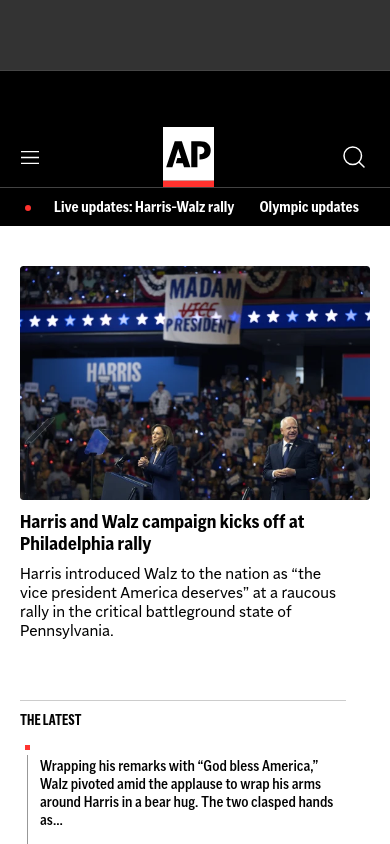 AP
Live updates: Harris-Walz rally Olympic updates
MADAM
VICE
PRESIDENT
HARRIS
Harris and Walz campaign kicks off at
Philadelphia rally
Harris introduced Walz to the nation as “the
vice president America deserves” at a raucous
rally in the critical battleground state of
Pennsylvania.
THE LATEST
Wrapping his remarks with “God bless America,”
Walz pivoted amid the applause to wrap his arms
around Harris in a bear hug. The two clasped hands
as...